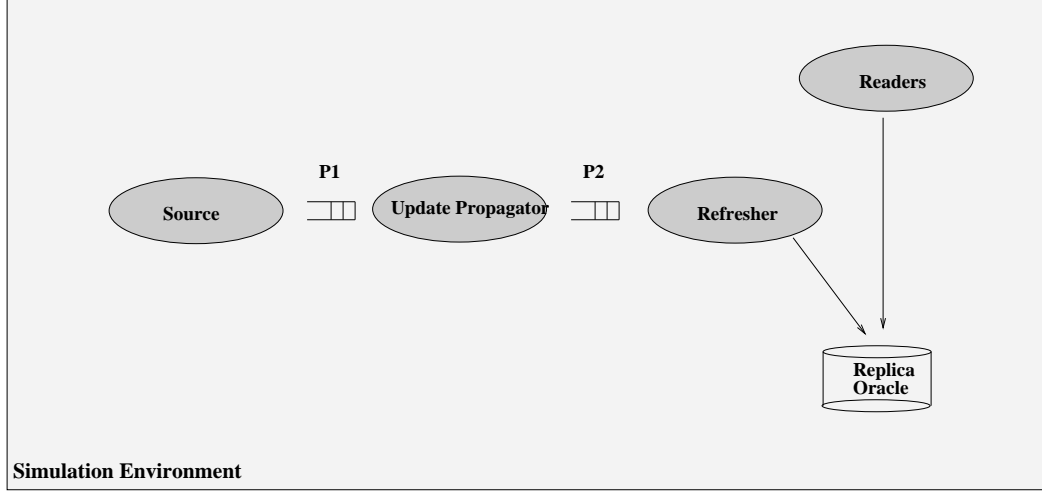 Readers
P1
P2
Source
Update Propagator
Refresher
Replica
Oracle
Simulation Environment